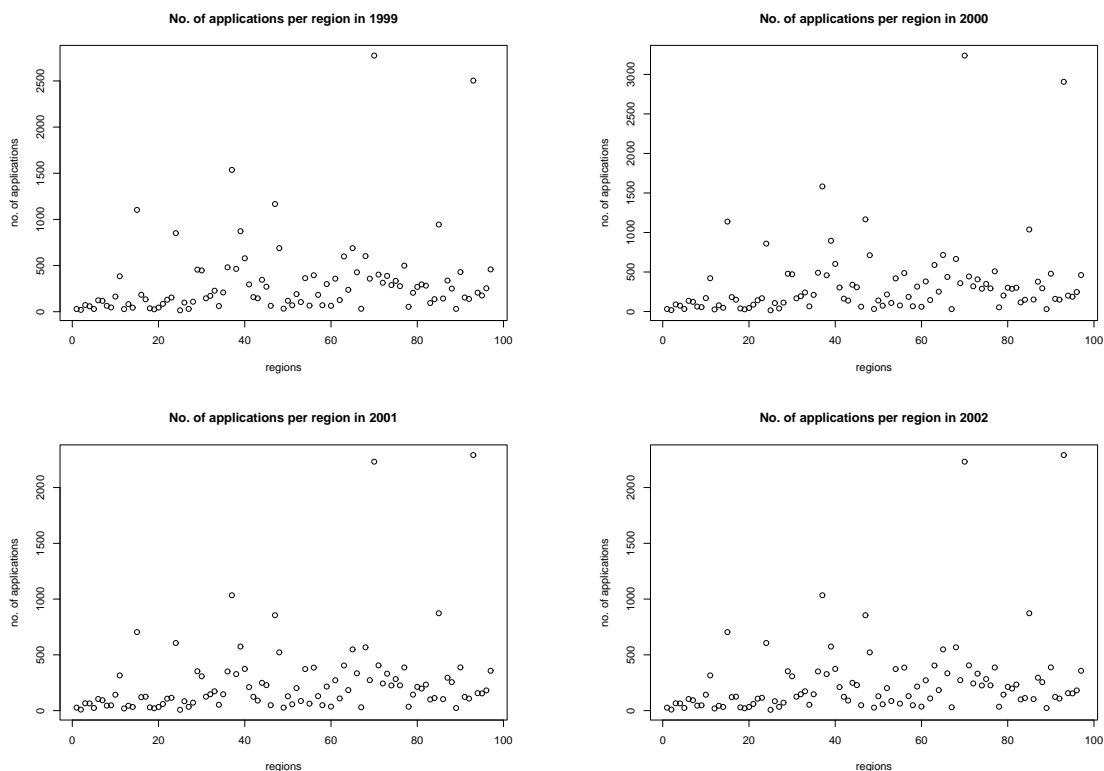 No. of applications per region in 1999
no. of applications
0
500
1000
1500
2000
2500
0 20 40 60 80 100
regions
No. of applications per region in 2000
no. of applications
0
500
1000
1500
2000
2500
3000
0 20 40 60 80 100
regions
No. of applications per region in 2001
no. of applications
0
500
1000
1500
2000
0 20 40 60 80 100
regions
No. of applications per region in 2002
no. of applications
0
500
1000
1500
2000
0 20 40 60 80 100
regions